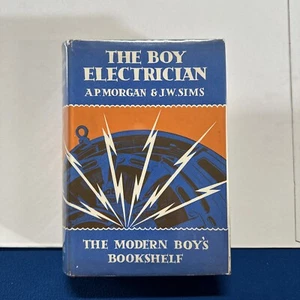 THE BOY
ELECTRICIAN
A.P. MORGAN & J.W. SIMS
THE MODERN BOY'S
BOOKSHELF